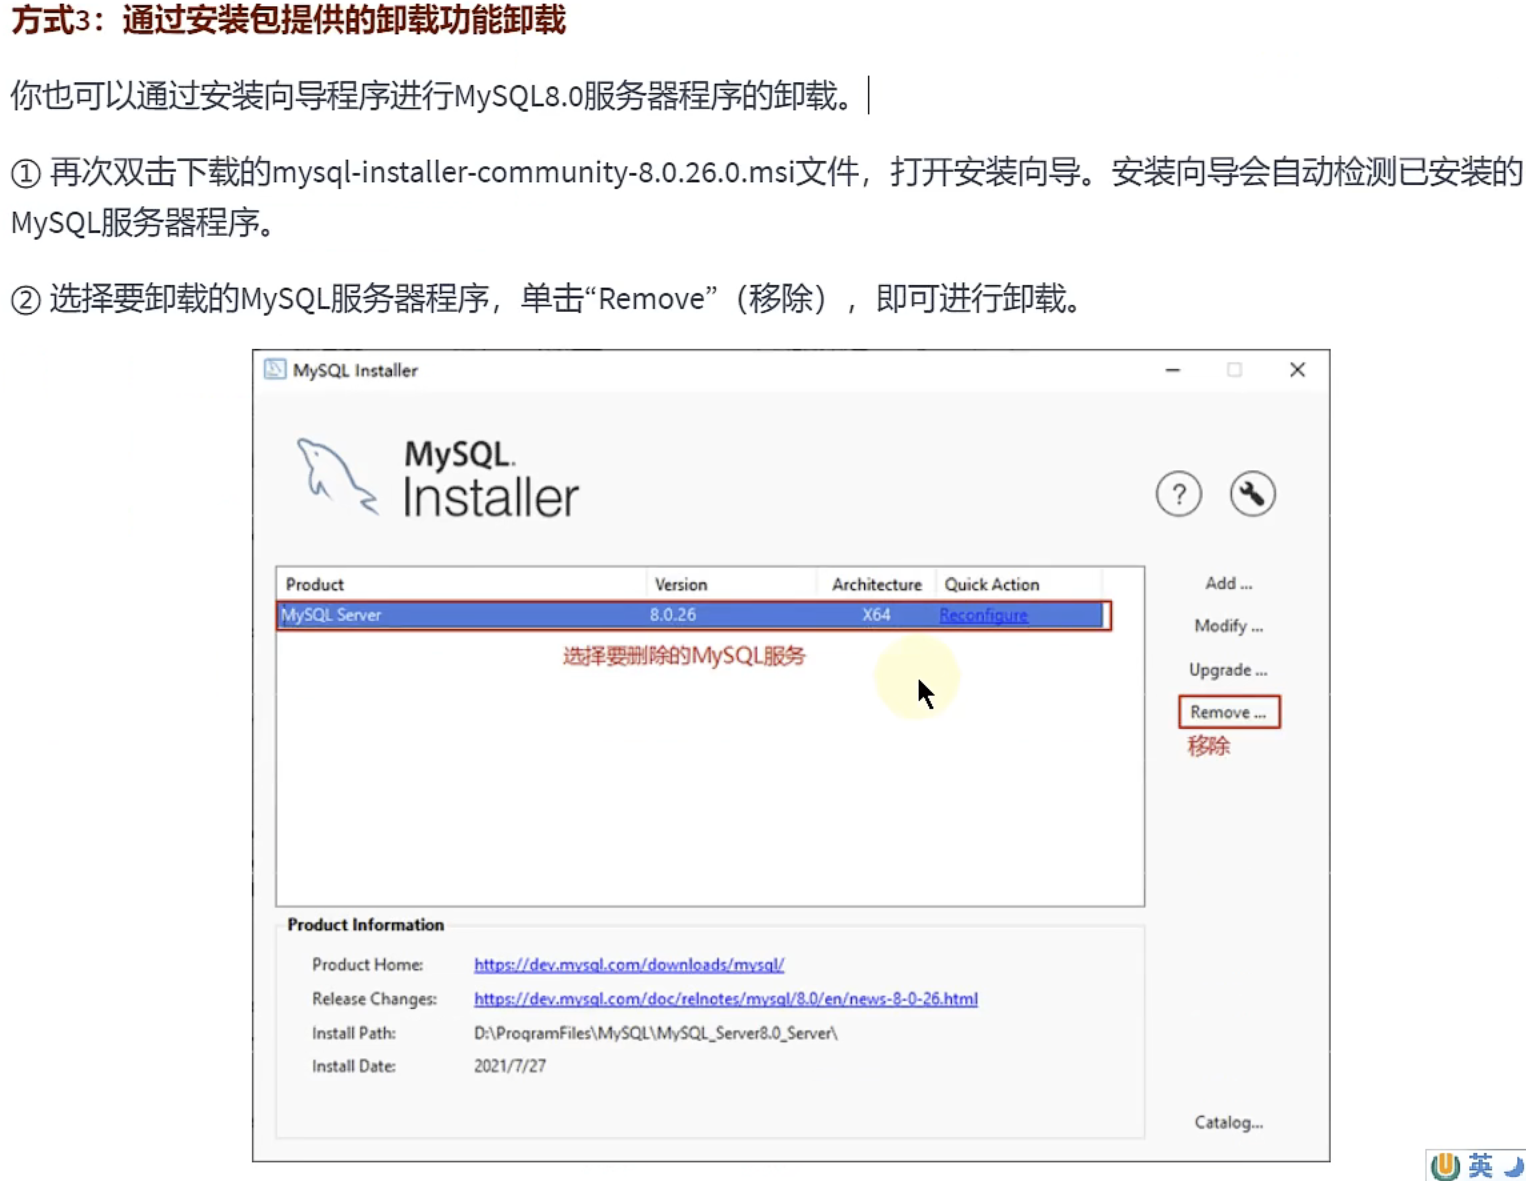 方式3：通过安装包提供的卸载功能卸载
你也可以通过安装向导程序进行MySQL8.0服务器程序的卸载。
① 再次双击下载的mysql-installer-community-8.0.26.0.msi文件，打开安装向导。安装向导会自动检测已安装的
MySQL服务器程序。
② 选择要卸载的MySQL服务器程序，单击“Remove”（移除），即可进行卸载。
MySQL Installer
MySQL.
Installer
?
Product Version Architecture Quick Action
MySQL Server 8.0.26 X64 Reconfigure
选择要删除的MySQL服务
Add ...
Modify ...
Upgrade ...
Remove ...
移除
Product Information
Product Home: https://dev.mysql.com/downloads/mysql/
Release Changes: https://dev.mysql.com/doc/relnotes/mysql/8.0/en/news-8-0-26.html
Install Path: D:\ProgramFiles\MySQL\MySQL_Server8.0_Server\
Install Date: 2021/7/27
Catalog...
英